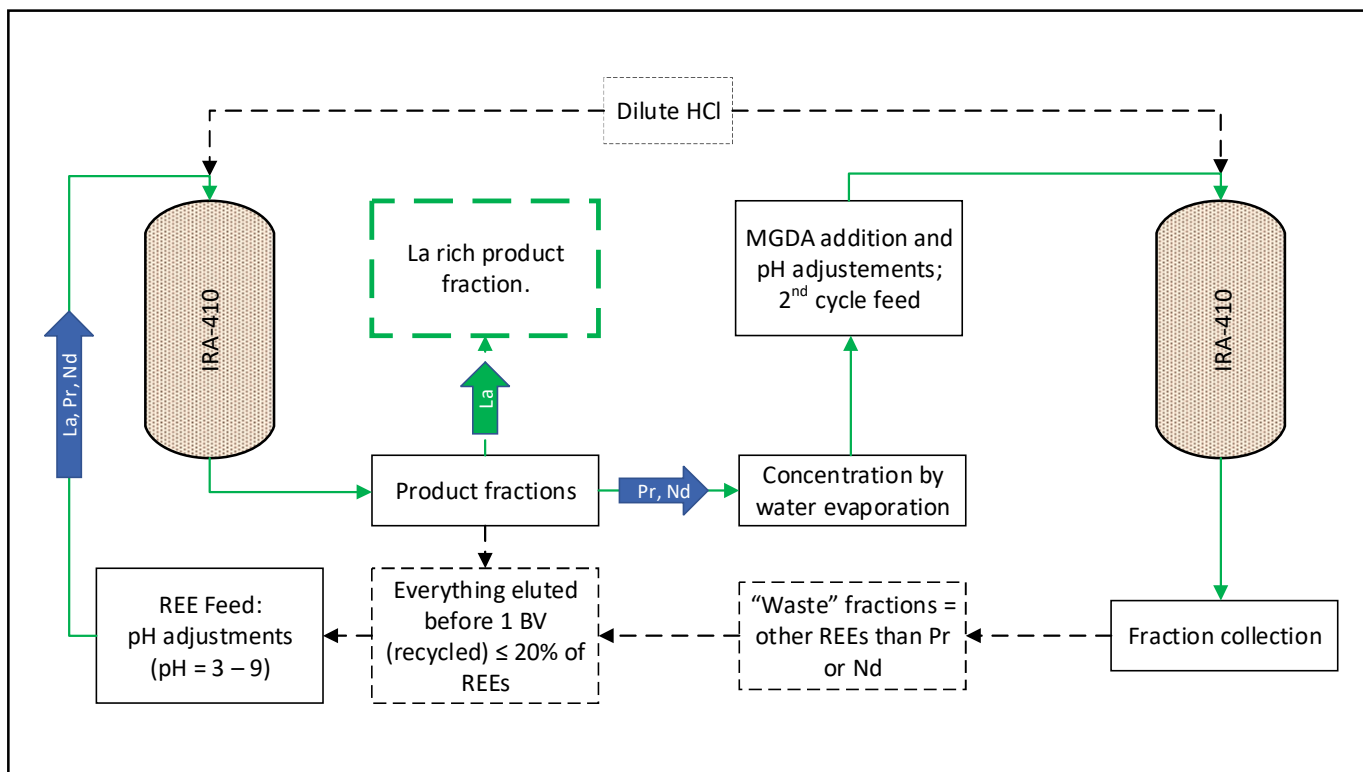 Dilute HCl
La, Pr, Nd
IRA-410
La rich product
fraction.
La
MGDA addition and
pH adjustements;
2nd cycle feed
IRA-410
Product fractions
Pr, Nd
Concentration by
water evaporation
REE Feed:
pH adjustments
(pH = 3 – 9)
Everything eluted
before 1 BV
(recycled) ≤ 20% of
REEs
“Waste” fractions =
other REEs than Pr
or Nd
Fraction collection